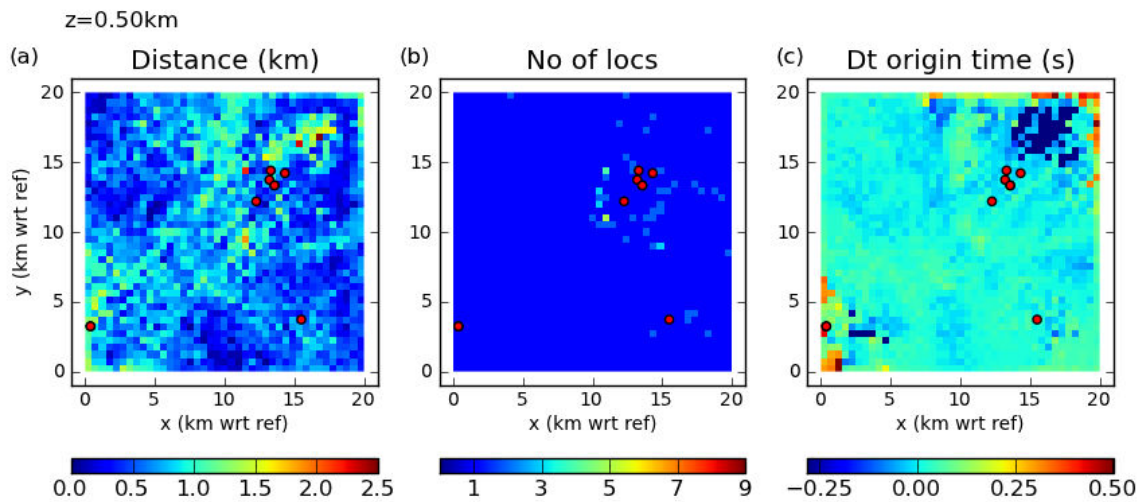 z=0.50km
(a) Distance (km)
(b) No of locs
(c) Dt origin time (s)
y (km wrt ref)
20
15
10
5
0
0 5 10 15 20
x (km wrt ref)
20
15
10
5
0
0 5 10 15 20
x (km wrt ref)
20
15
10
5
0
0 5 10 15 20
x (km wrt ref)
0.0 0.5 1.0 1.5 2.0 2.5
1 3 5 7 9
−0.25 0.00 0.25 0.50